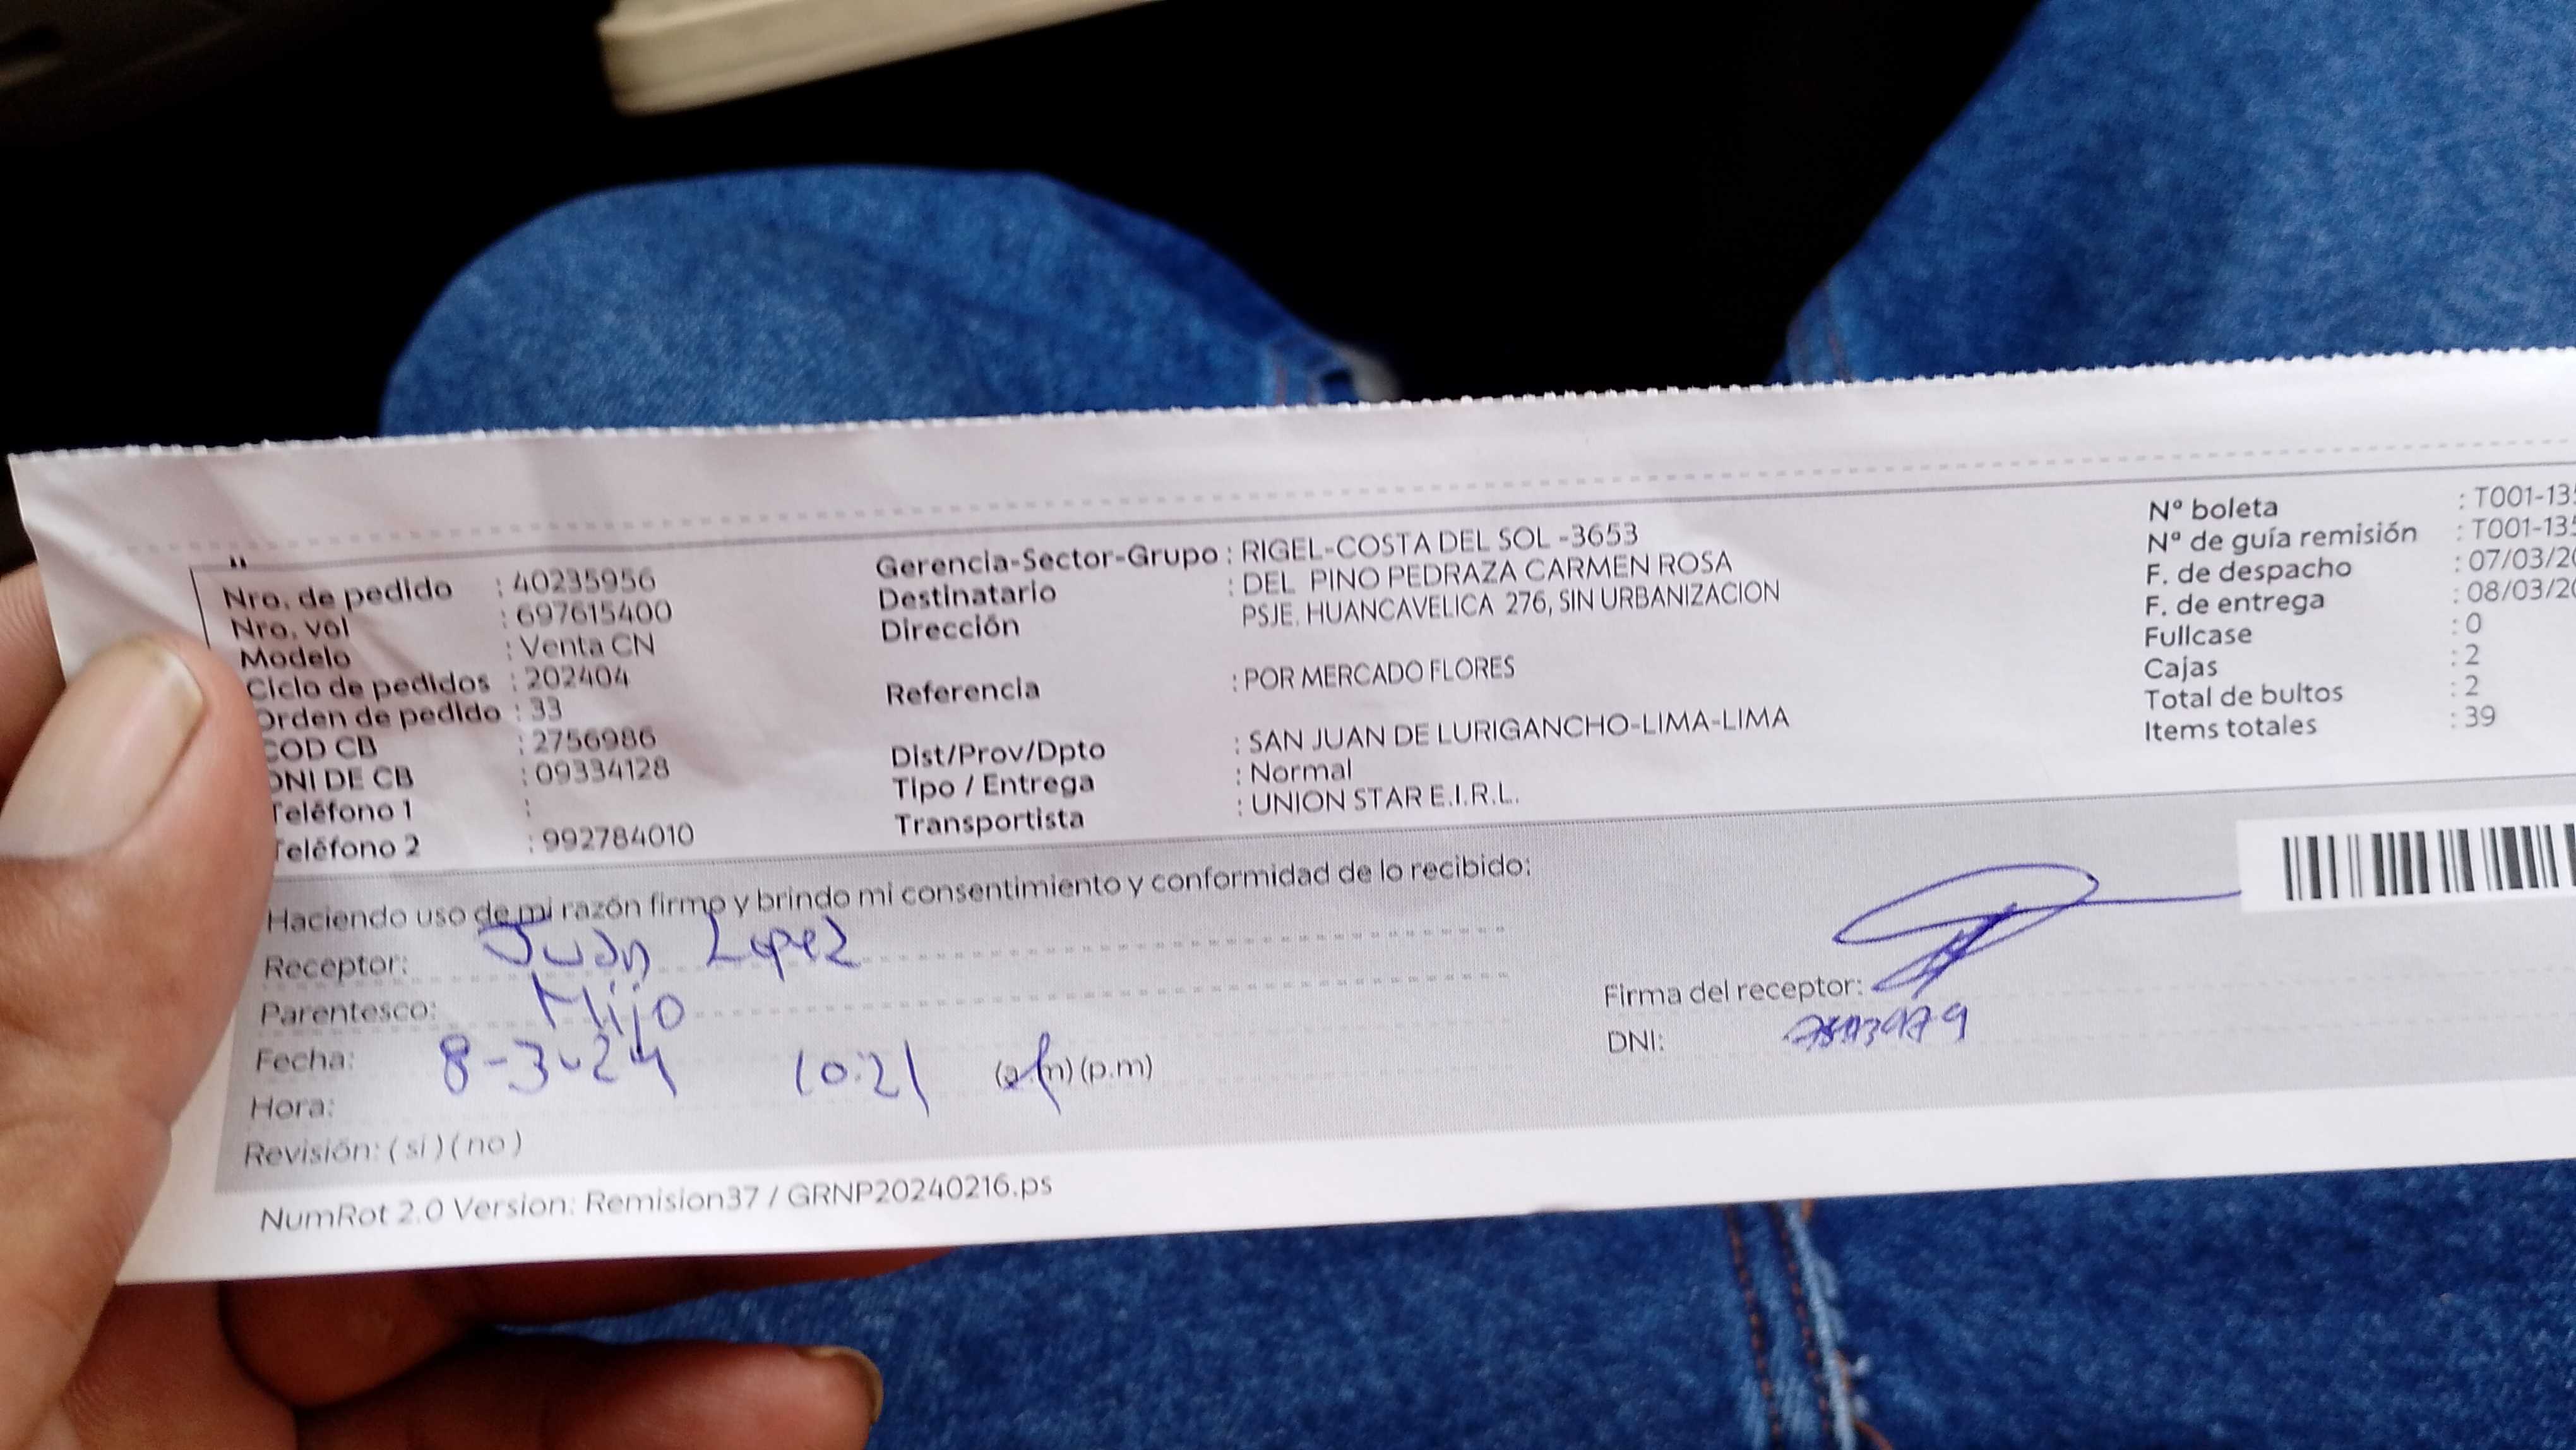 Nro. de pedido : 40235956
Nro. vol : 697615400
Modelo : Venta CN
Ciclo de pedidos : 202404
Orden de pedido : 33
COD CB : 2756986
DNI DE CB : 09334128
Teléfono 1 :
Teléfono 2 : 992784010
Gerencia-Sector-Grupo : RIGEL-COSTA DEL SOL -3653
Destinatario : DEL PINO PEDRAZA CARMEN ROSA
Dirección PSJE. HUANCAVELICA 276, SIN URBANIZACION
Referencia : POR MERCADO FLORES
Dist/Prov/Dpto : SAN JUAN DE LURIGANCHO-LIMA-LIMA
Tipo / Entrega : Normal
Transportista : UNION STAR E.I.R.L.
Nº boleta : T001-13
Nª de guía remisión : T001-13
F. de despacho : 07/03/20
F. de entrega : 08/03/20
Fullcase : 0
Cajas : 2
Total de bultos : 2
Items totales : 39
Haciendo uso de mi razón firmo y brindo mi consentimiento y conformidad de lo recibido:
Receptor: Juan Lopez
Parentesco: Mijo
Fecha: 8-3-24 10:21 (a.m) (p.m)
Hora:
Revisión: ( si ) ( no )
Firma del receptor:
DNI:
NumRot 2.0 Version: Remision37 / GRNP20240216.ps